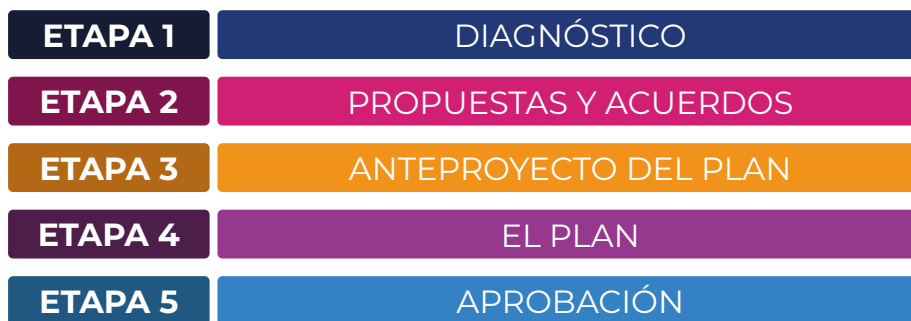 ETAPA 1 DIAGNÓSTICO
ETAPA 2 PROPUESTAS Y ACUERDOS
ETAPA 3 ANTEPROYECTO DEL PLAN
ETAPA 4 EL PLAN
ETAPA 5 APROBACIÓN